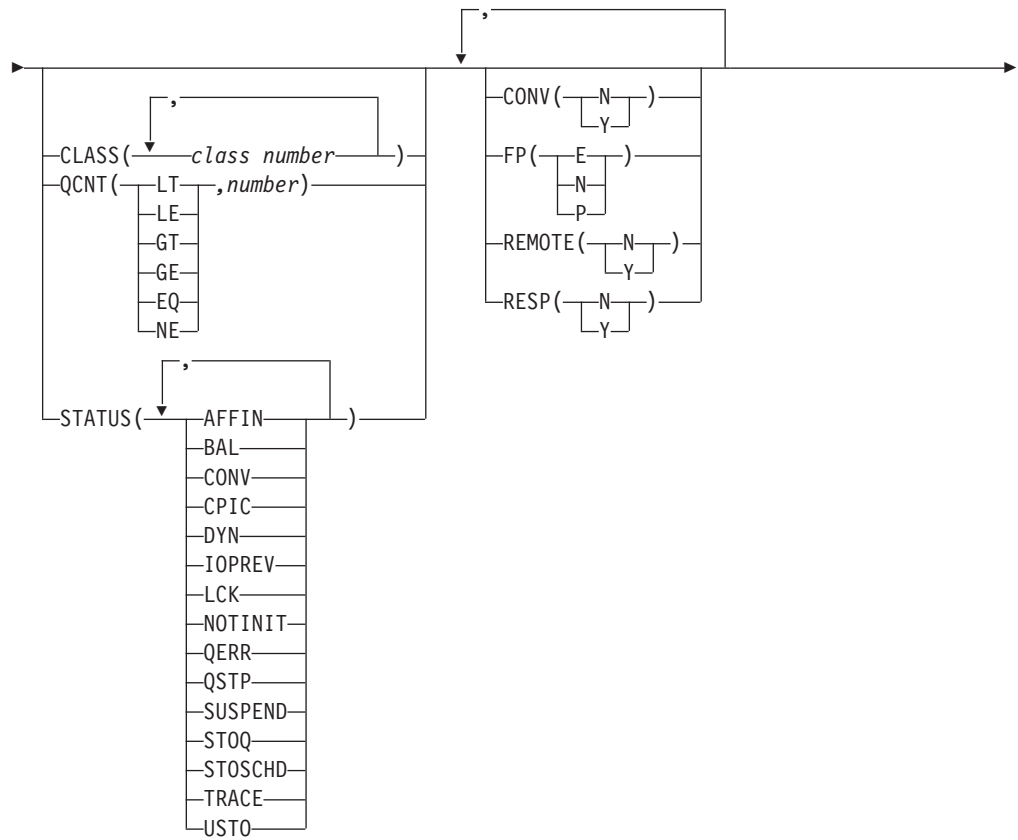 ,
CONV( N )
Y
,
CLASS( class number )
FP( E )
N
P
QCNT( LT ,number)
LE
GT
GE
EQ
NE
REMOTE( N )
Y
RESP( N )
Y
,
STATUS( AFFIN )
BAL
CONV
CPIC
DYN
IOPREV
LCK
NOTINIT
QERR
QSTP
SUSPEND
STOQ
STOSCHD
TRACE
USTO